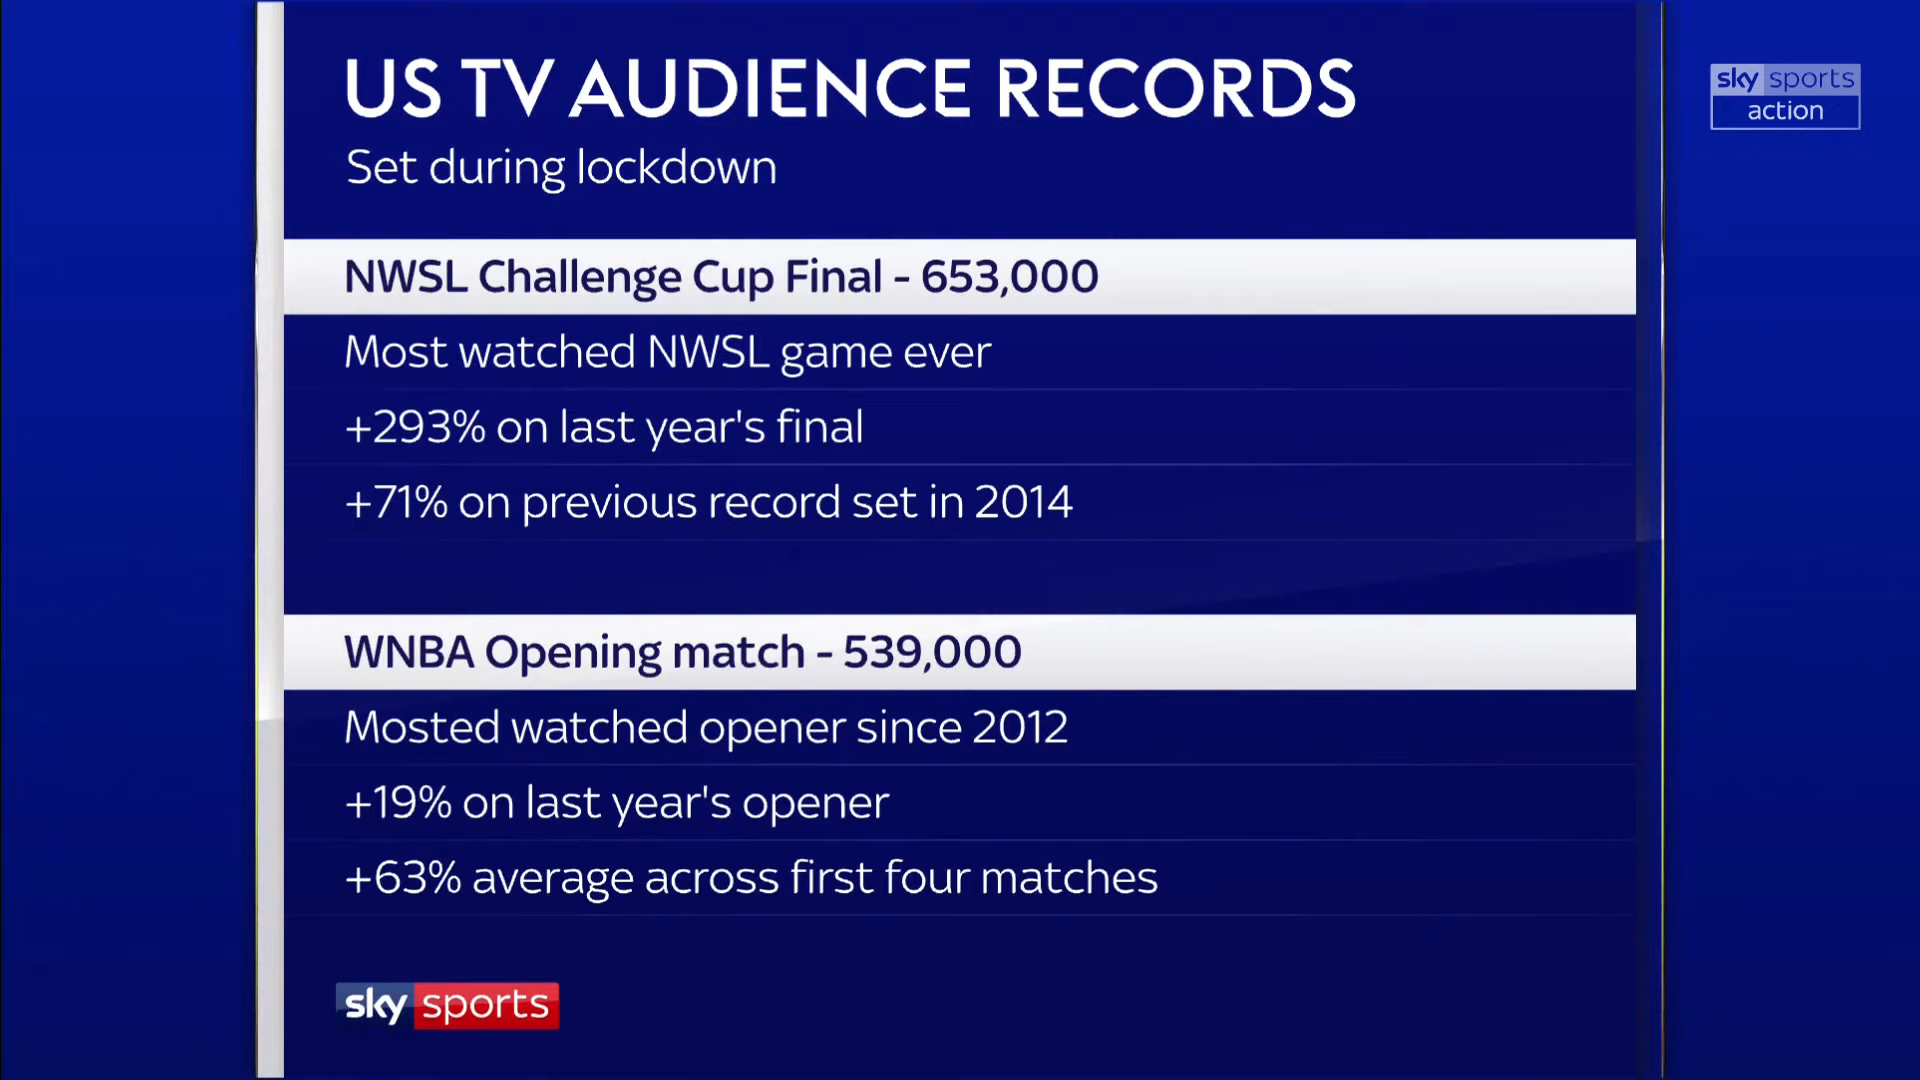 US TV AUDIENCE RECORDS
Set during lockdown
sky sports
action
NWSL Challenge Cup Final - 653,000
Most watched NWSL game ever
+293% on last year's final
+71% on previous record set in 2014
WNBA Opening match - 539,000
Mosted watched opener since 2012
+19% on last year's opener
+63% average across first four matches
sky sports